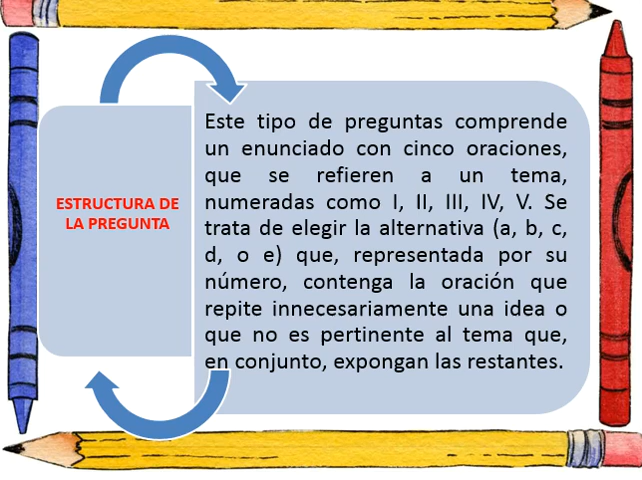 ESTRUCTURA DE
LA PREGUNTA
Este tipo de preguntas comprende
un enunciado con cinco oraciones,
que se refieren a un tema,
numeradas como I, II, III, IV, V. Se
trata de elegir la alternativa (a, b, c,
d, o e) que, representada por su
número, contenga la oración que
repite innecesariamente una idea o
que no es pertinente al tema que,
en conjunto, expongan las restantes.